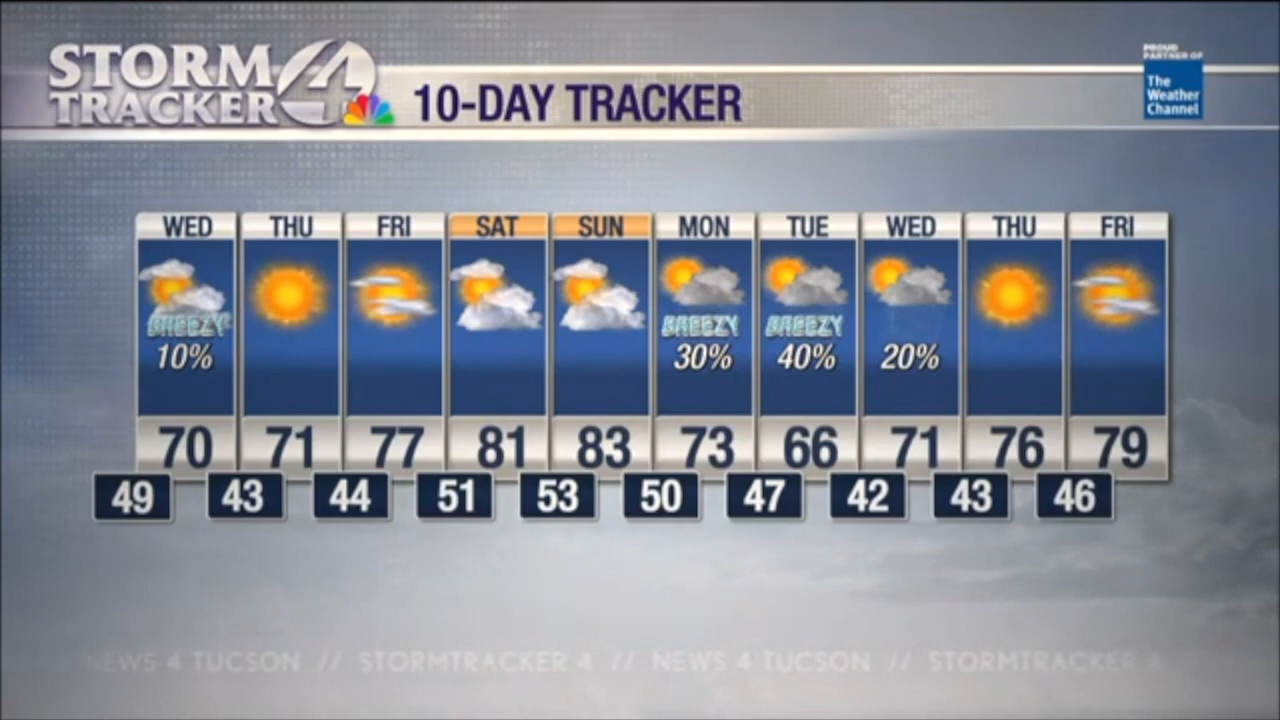 STORM
TRACKER 4
10-DAY TRACKER
PROUD
PARTNER OF
The
Weather
Channel
WED THU FRI SAT SUN MON TUE WED THU FRI
BREEZY BREEZY BREEZY
10% 30% 40% 20%
70 71 77 81 83 73 66 71 76 79
49 43 44 51 53 50 47 42 43 46
NEWS 4 TUCSON // STORMTRACKER 4 // NEWS 4 TUCSON // STORMTRACKER 4